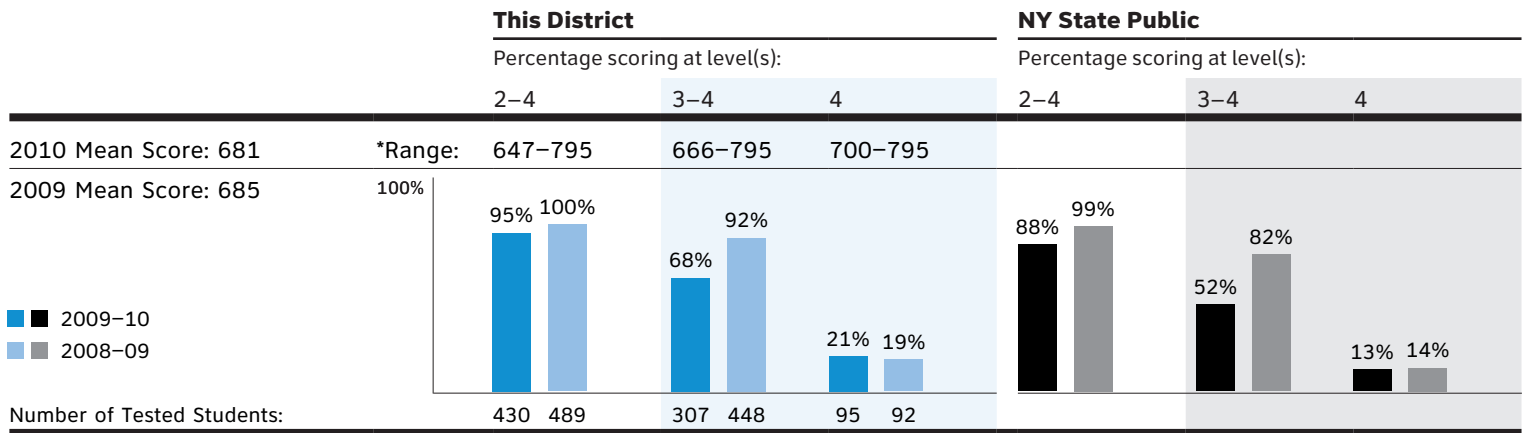 This District NY State Public
Percentage scoring at level(s): Percentage scoring at level(s):
2–4 3–4 4 2–4 3–4 4
2010 Mean Score: 681 *Range: 647–795 666–795 700–795
2009 Mean Score: 685 100%
95% 100% 68% 92% 21% 19% 88% 99% 52% 82% 13% 14%
2009–10
2008–09
Number of Tested Students: 430 489 307 448 95 92